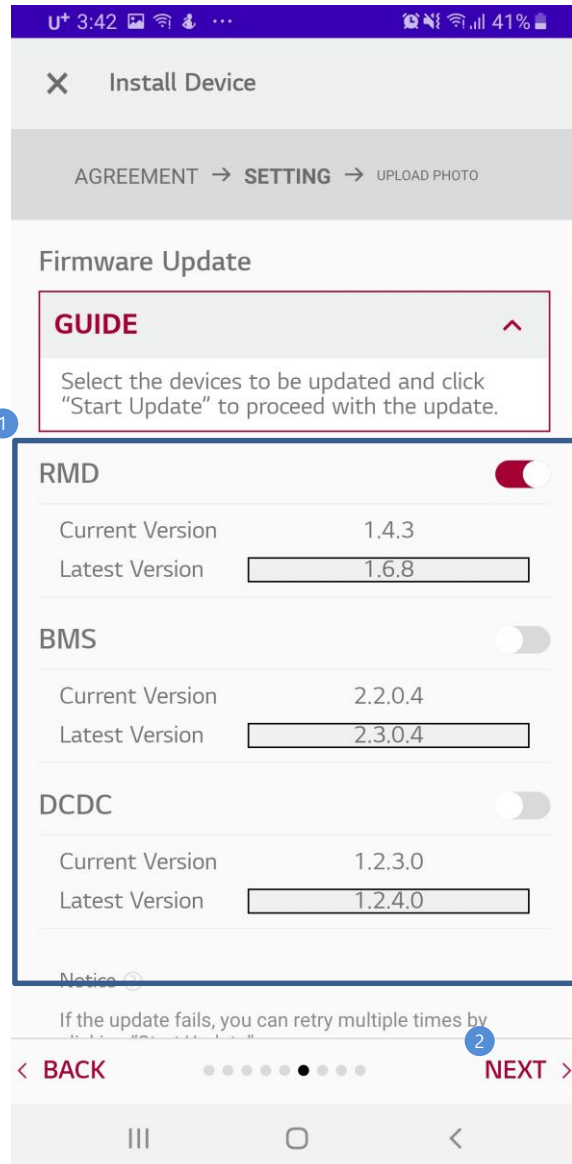 U+ 3:42 ... 41%
Install Device
AGREEMENT → SETTING → UPLOAD PHOTO
Firmware Update
GUIDE
Select the devices to be updated and click
"Start Update" to proceed with the update.
1
RMD
Current Version 1.4.3
Latest Version 1.6.8
BMS
Current Version 2.2.0.4
Latest Version 2.3.0.4
DCDC
Current Version 1.2.3.0
Latest Version 1.2.4.0
Notice ?
If the update fails, you can retry multiple times by
2
< BACK NEXT >